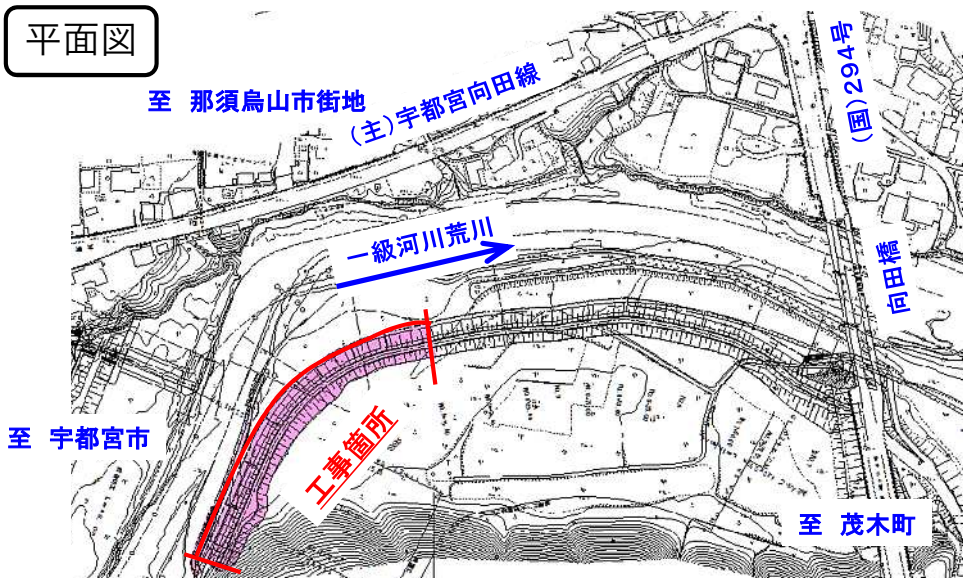 平面図
至 那須烏山市街地
(主)宇都宮向田線
(国)294号
一級河川荒川
向田橋
至 宇都宮市
工事箇所
至 茂木町